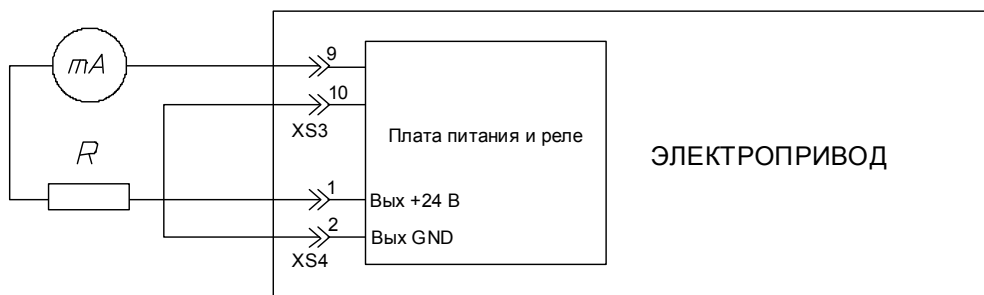 mA
9
10
XS3
Плата питания и реле
ЭЛЕКТРОПРИВОД
R
1
Вых +24 В
2
Вых GND
XS4